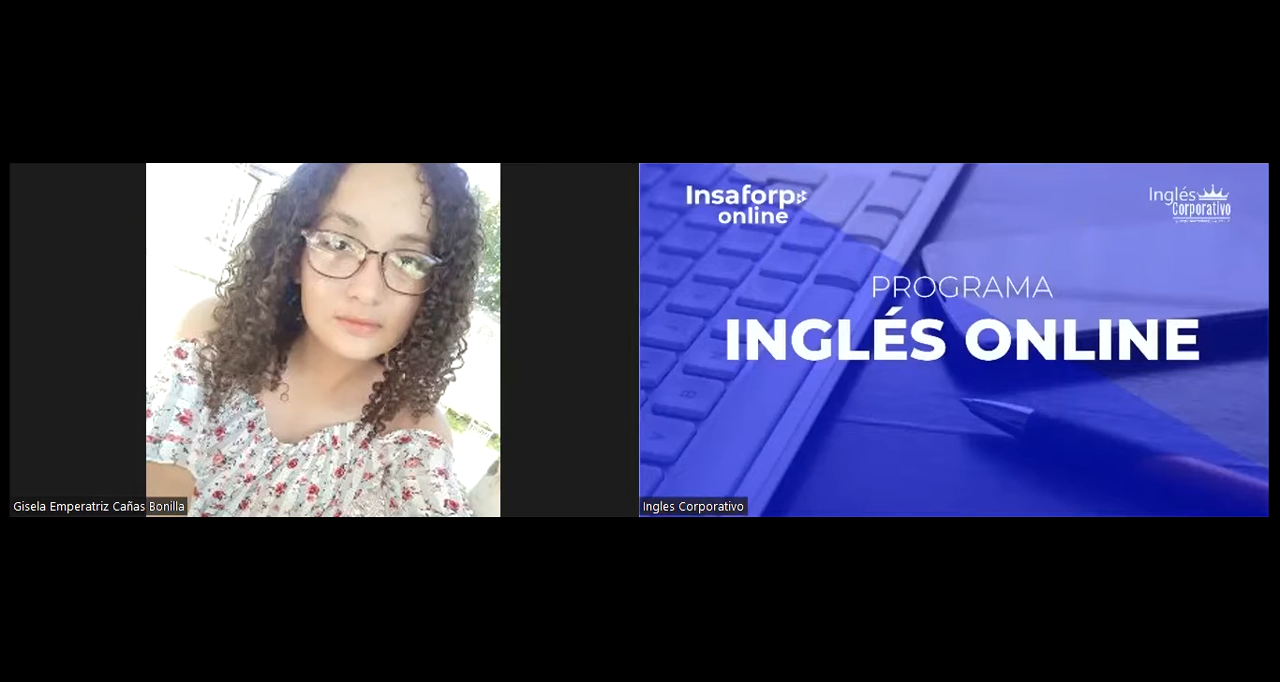 Insaforp
online
Inglés
Corporativo
PROGRAMA
INGLÉS ONLINE
Gisela Emperatriz Cañas Bonilla
Ingles Corporativo